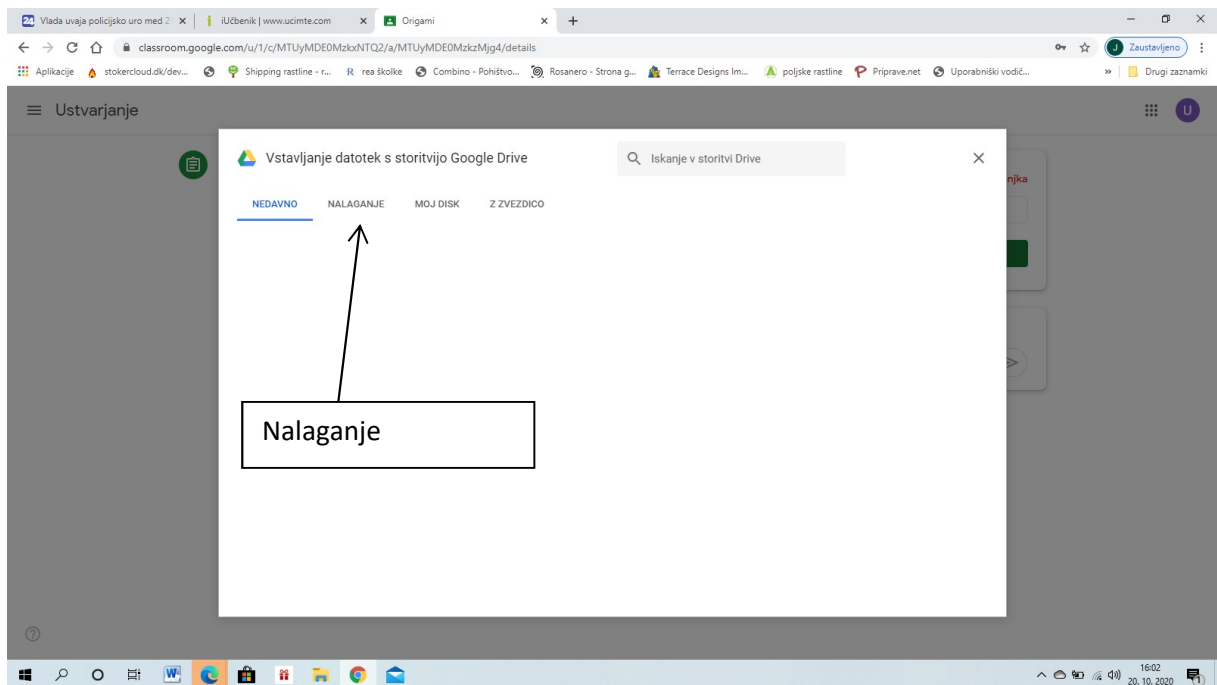 Vlada uvaja policijsko uro med 2
iUčbenik | www.ucimte.com
Origami
classroom.google.com/u/1/c/MTUyMDE0MzkxNTQ2/a/MTUyMDE0MzkzMjg4/details
Zaustavljeno
Aplikacije
stokercloud.dk/dev...
Shipping rastline - r...
rea školke
Combino - Pohištvo...
Rosanero - Strona g...
Terrace Designs Im...
poljske rastline
Priprave.net
Uporabniški vodič...
Drugi zaznamki
Ustvarjanje
U
Vstavljanje datotek s storitvijo Google Drive
Iskanje v storitvi Drive
njka
NEDAVNO
NALAGANJE
MOJ DISK
Z ZVEZDICO
Nalaganje
16:02
20. 10. 2020